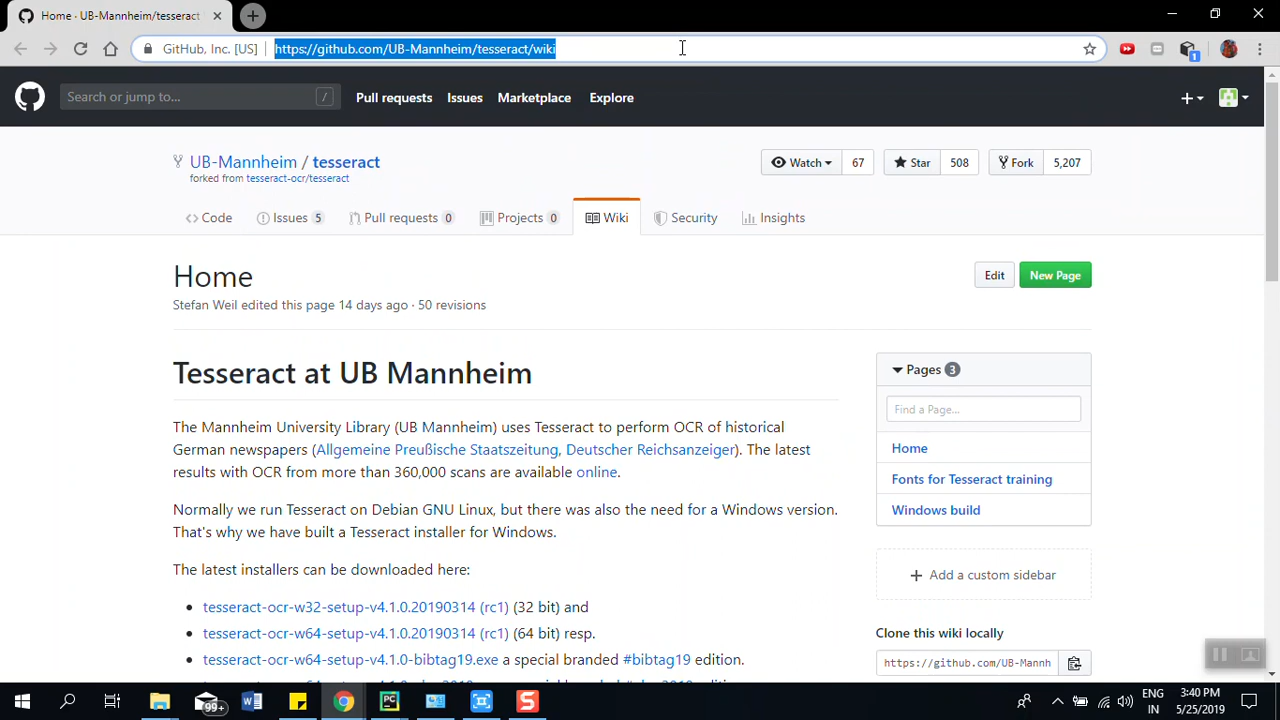 Home · UB-Mannheim/tesseract
GitHub, Inc. [US] https://github.com/UB-Mannheim/tesseract/wiki
1
Search or jump to... / Pull requests Issues Marketplace Explore
UB-Mannheim / tesseract
forked from tesseract-ocr/tesseract
Watch 67 Star 508 Fork 5,207
Code Issues 5 Pull requests 0 Projects 0 Wiki Security Insights
Home
Edit New Page
Stefan Weil edited this page 14 days ago · 50 revisions
Tesseract at UB Mannheim
The Mannheim University Library (UB Mannheim) uses Tesseract to perform OCR of historical
German newspapers (Allgemeine Preußische Staatszeitung, Deutscher Reichsanzeiger). The latest
results with OCR from more than 360,000 scans are available online.
Normally we run Tesseract on Debian GNU Linux, but there was also the need for a Windows version.
That's why we have built a Tesseract installer for Windows.
The latest installers can be downloaded here:
tesseract-ocr-w32-setup-v4.1.0.20190314 (rc1) (32 bit) and
tesseract-ocr-w64-setup-v4.1.0.20190314 (rc1) (64 bit) resp.
tesseract-ocr-w64-setup-v4.1.0-bibtag19.exe a special branded #bibtag19 edition.
Pages 3
Find a Page...
Home
Fonts for Tesseract training
Windows build
+ Add a custom sidebar
Clone this wiki locally
https://github.com/UB-Mannh
99+
ENG
IN
3:40 PM
5/25/2019